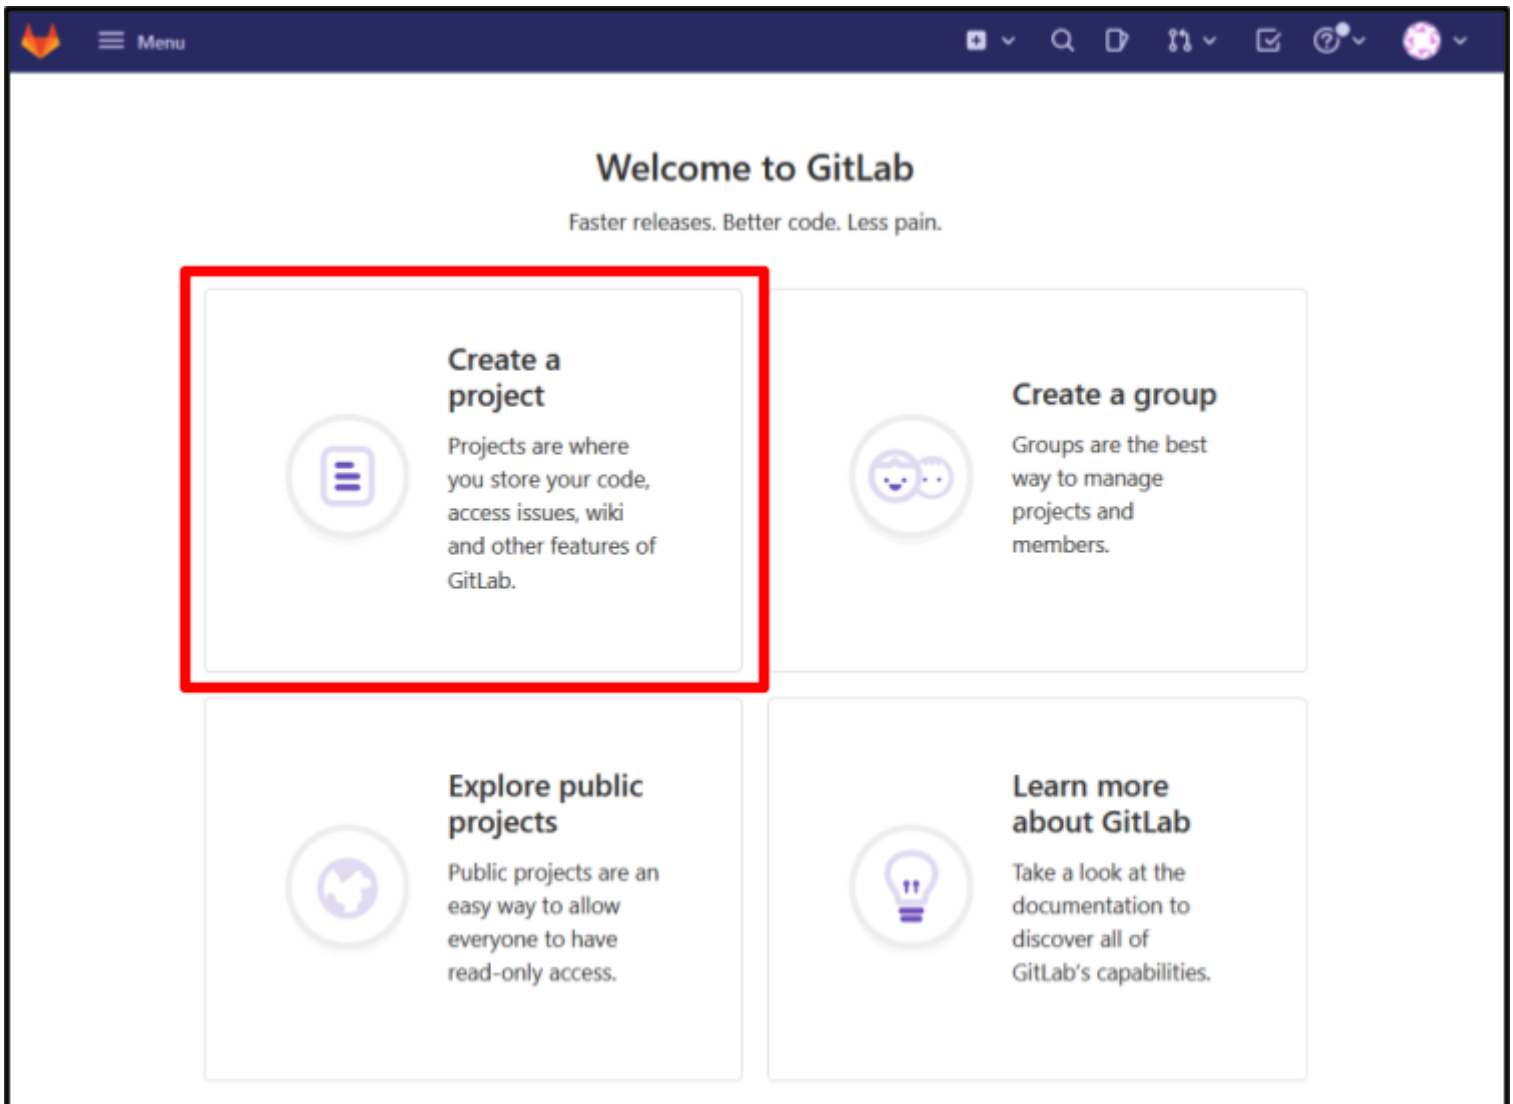 Menu
Welcome to GitLab
Faster releases. Better code. Less pain.
Create a
project
Projects are where
you store your code,
access issues, wiki
and other features of
GitLab.
Create a group
Groups are the best
way to manage
projects and
members.
Explore public
projects
Public projects are an
easy way to allow
everyone to have
read-only access.
Learn more
about GitLab
Take a look at the
documentation to
discover all of
GitLab's capabilities.